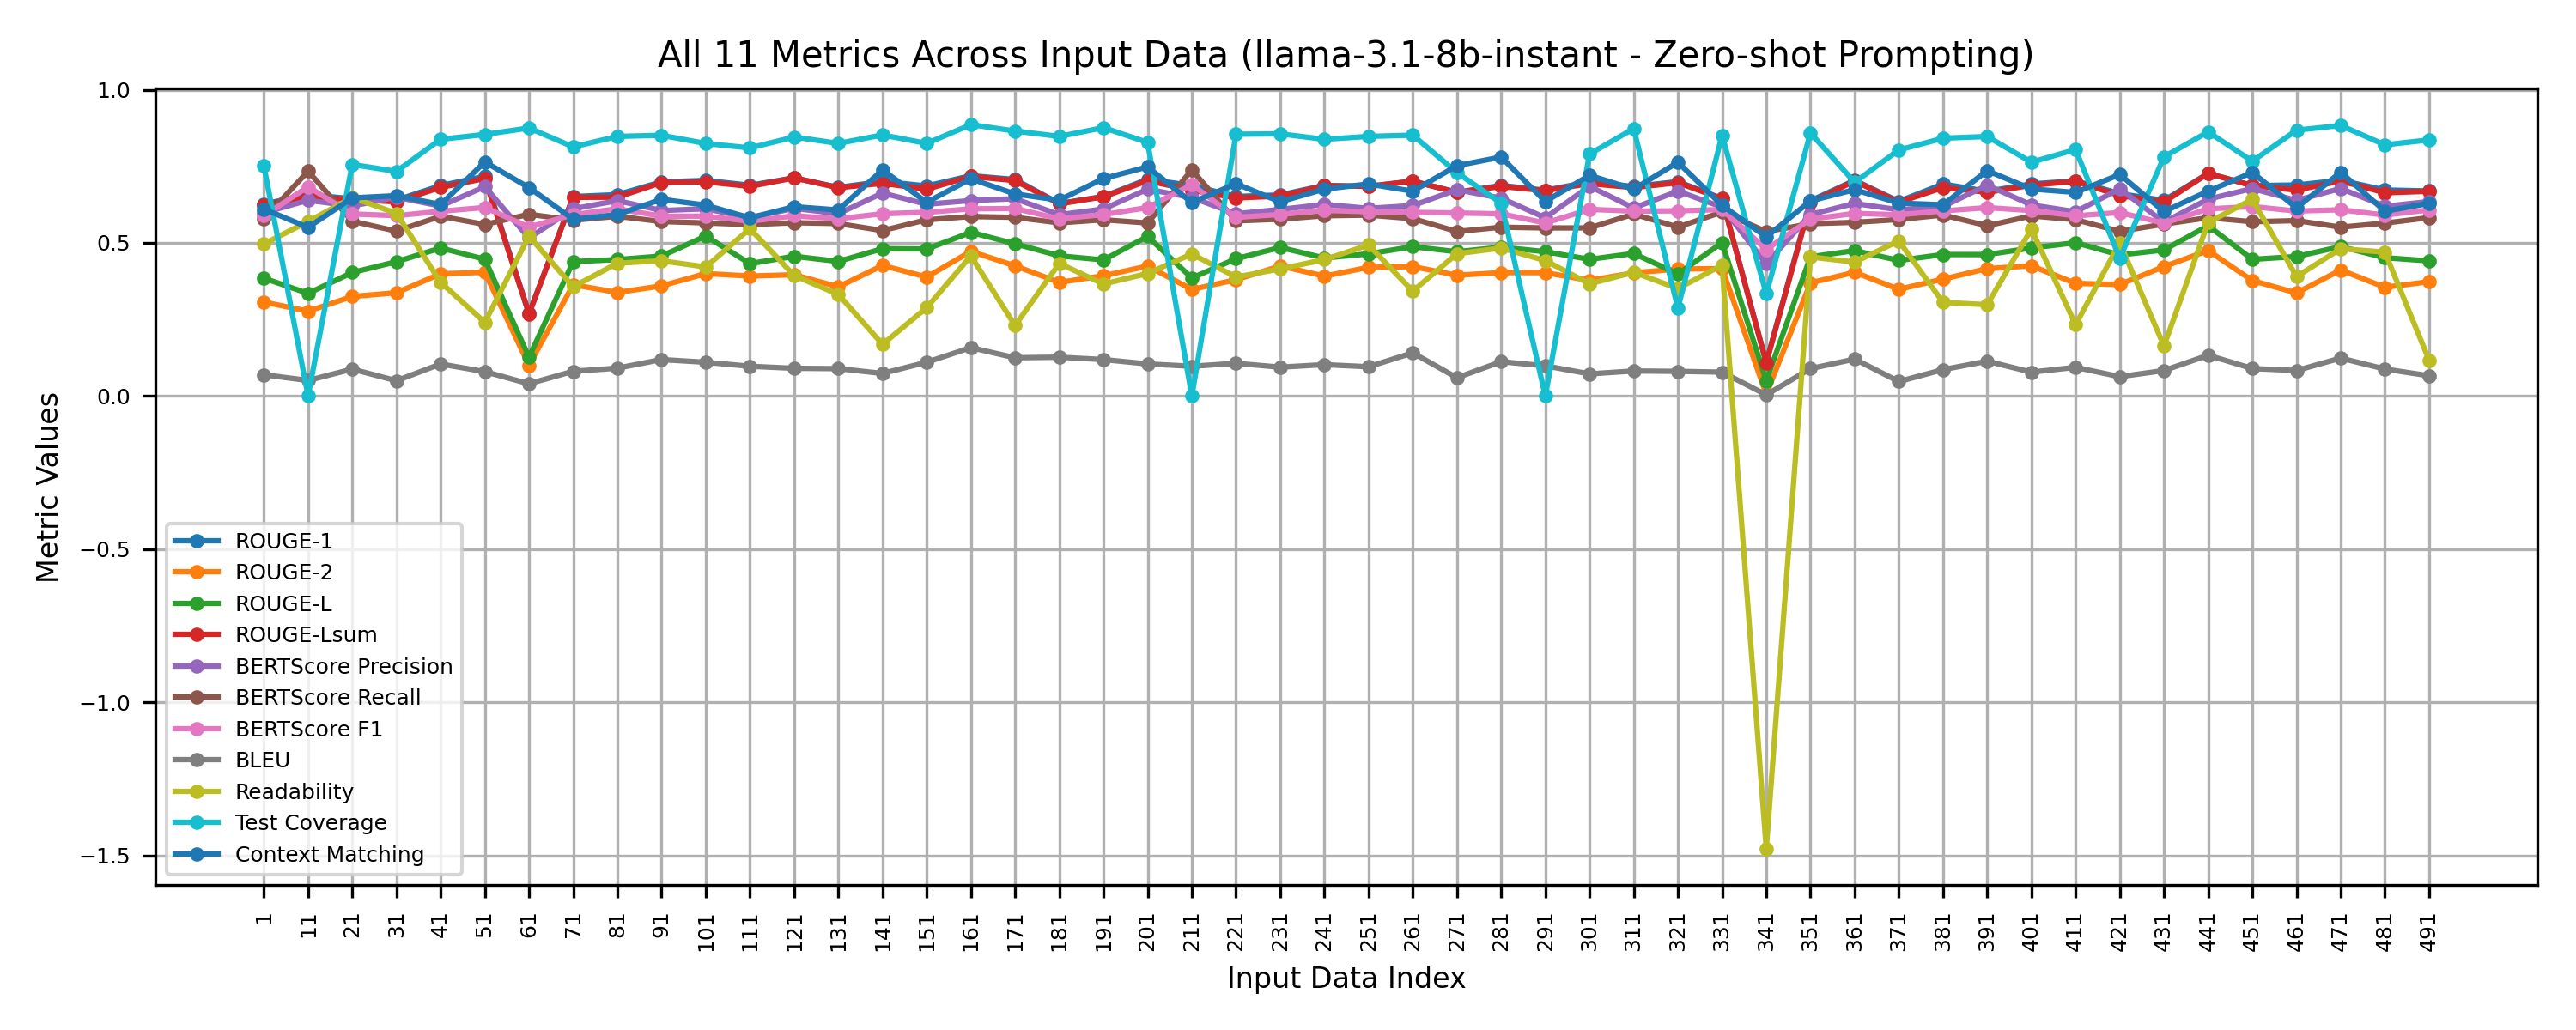 All 11 Metrics Across Input Data (llama-3.1-8b-instant - Zero-shot Prompting)
1.0
0.5
0.0
−0.5
−1.0
−1.5
Metric Values
ROUGE-1
ROUGE-2
ROUGE-L
ROUGE-Lsum
BERTScore Precision
BERTScore Recall
BERTScore F1
BLEU
Readability
Test Coverage
Context Matching
1 11 21 31 41 51 61 71 81 91 101 111 121 131 141 151 161 171 181 191 201 211 221 231 241 251 261 271 281 291 301 311 321 331 341 351 361 371 381 391 401 411 421 431 441 451 461 471 481 491
Input Data Index